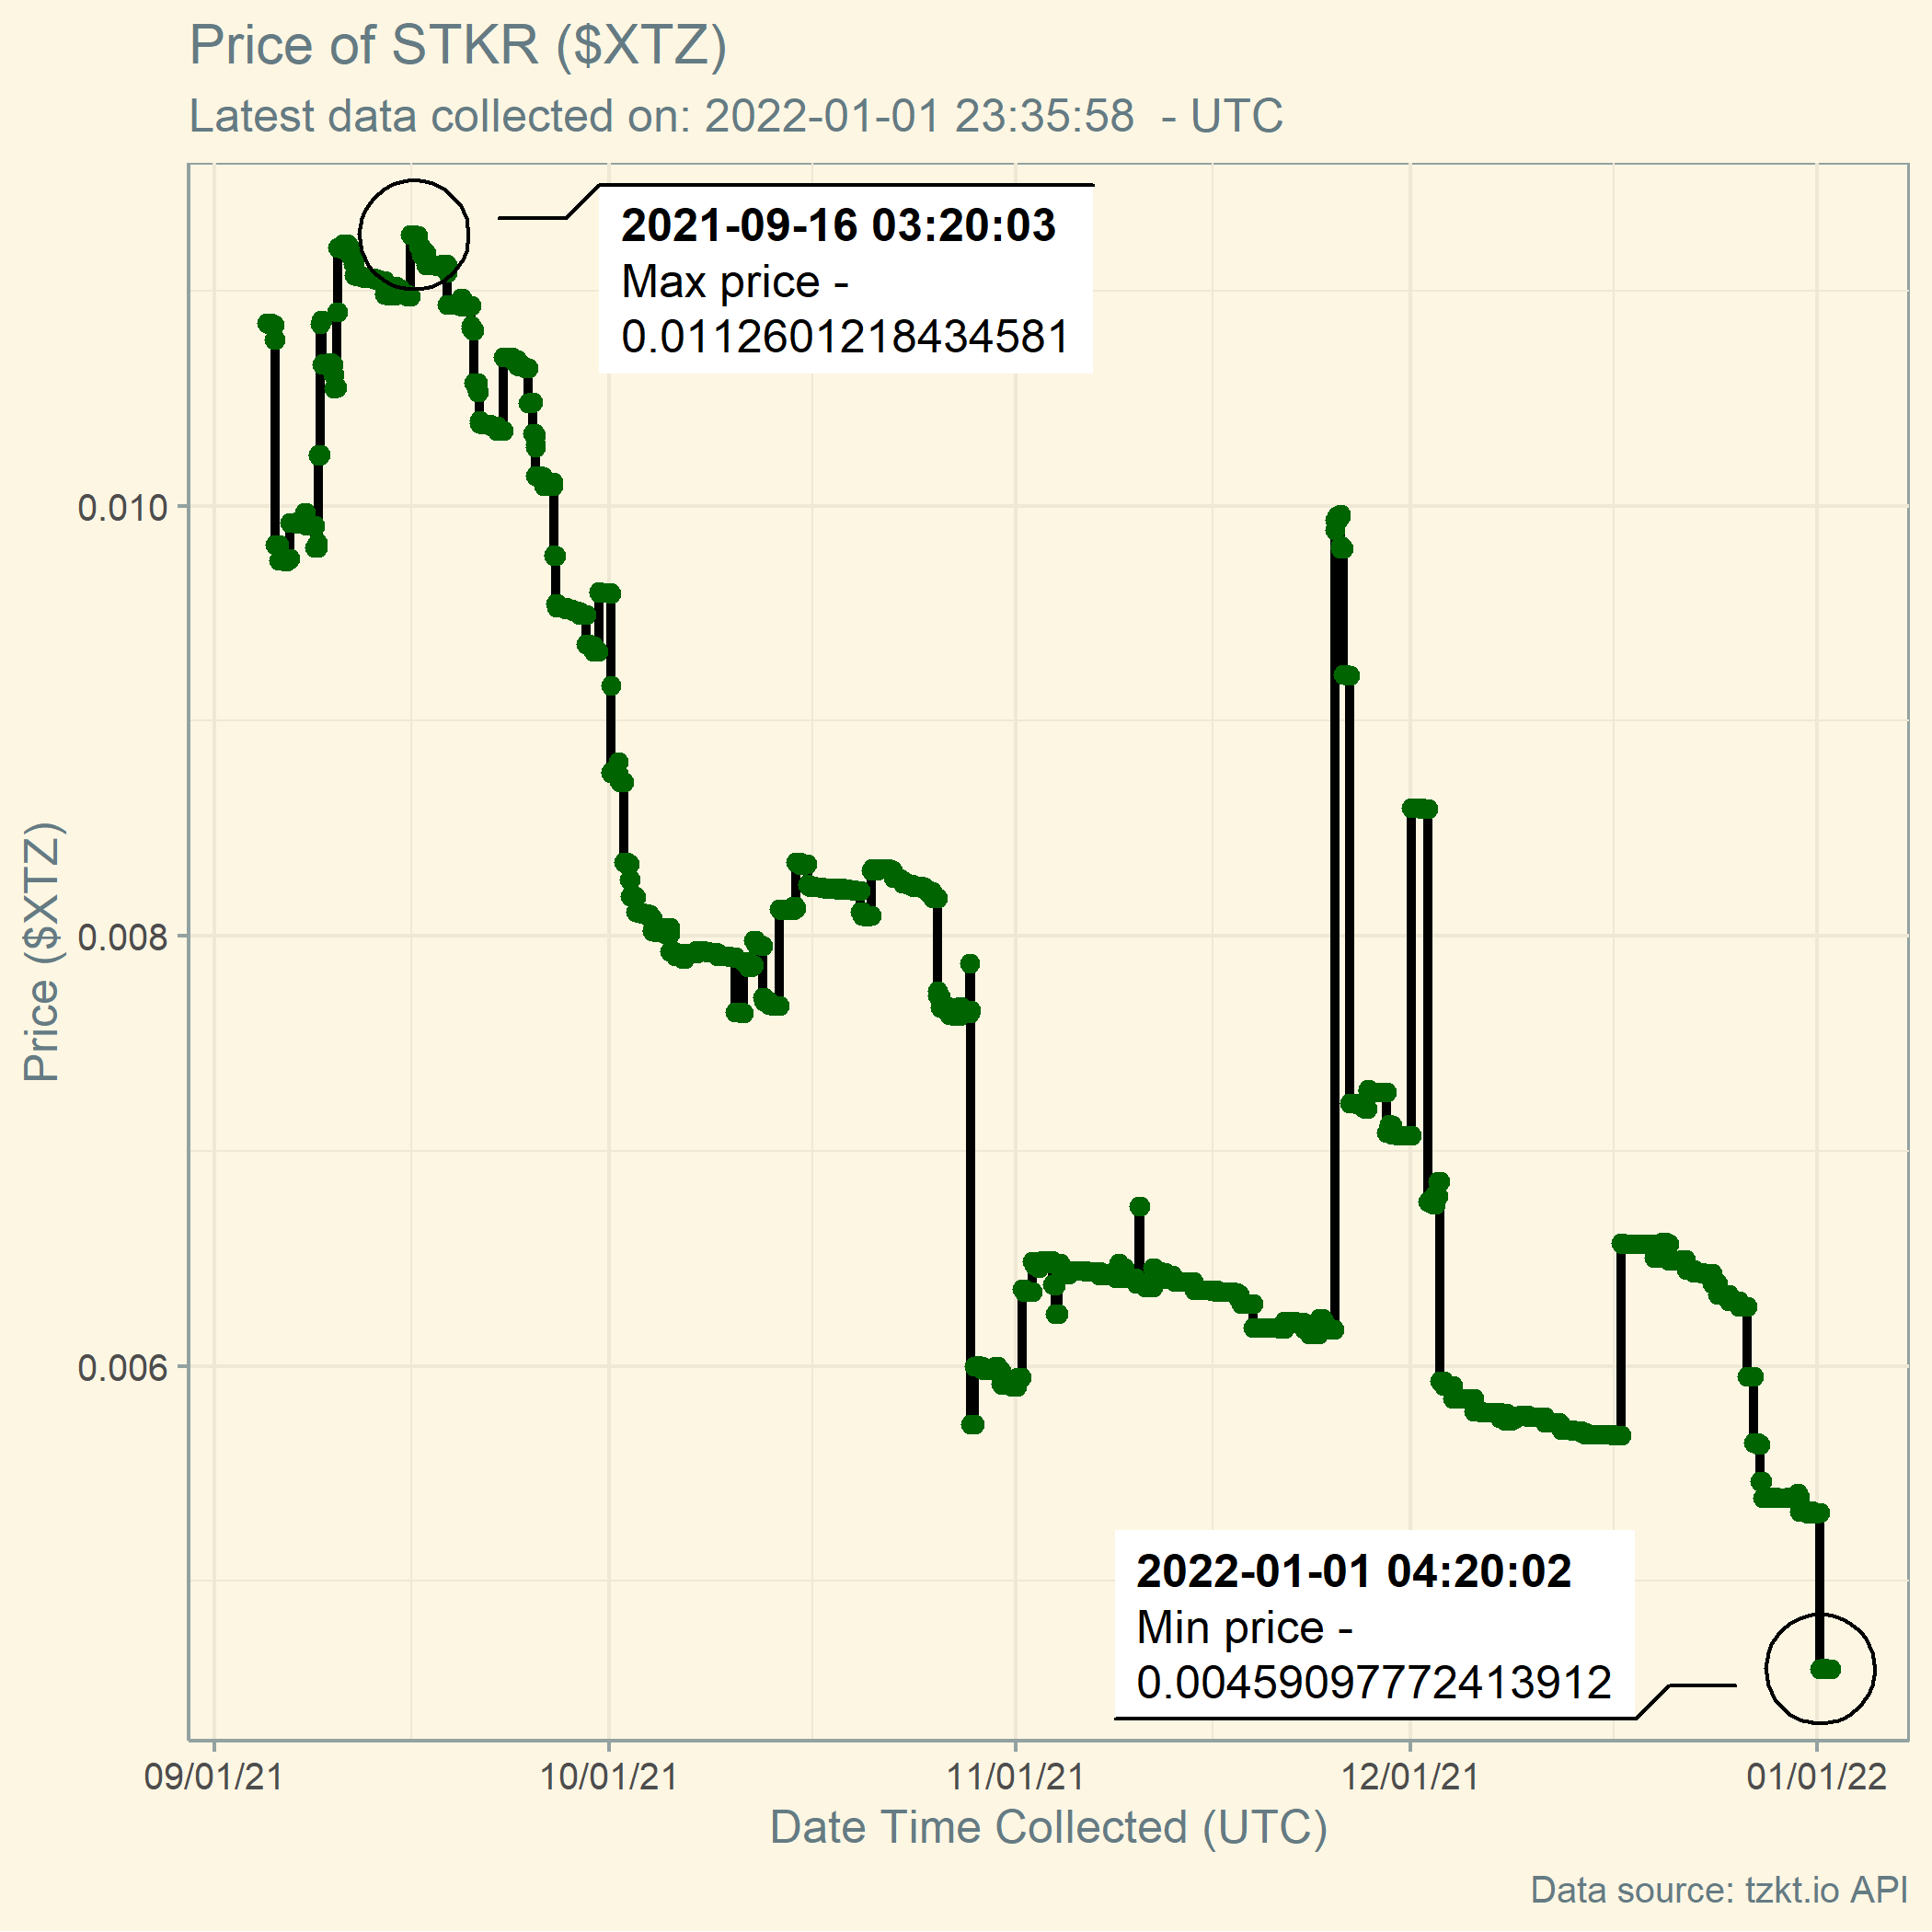 Price of STKR ($XTZ)
Latest data collected on: 2022-01-01 23:35:58  - UTC
2021-09-16 03:20:03
Max price -
0.0112601218434581
0.010
0.008
0.006
Price ($XTZ)
2022-01-01 04:20:02
Min price -
0.00459097772413912
09/01/21
10/01/21
11/01/21
12/01/21
01/01/22
Date Time Collected (UTC)
Data source: tzkt.io API